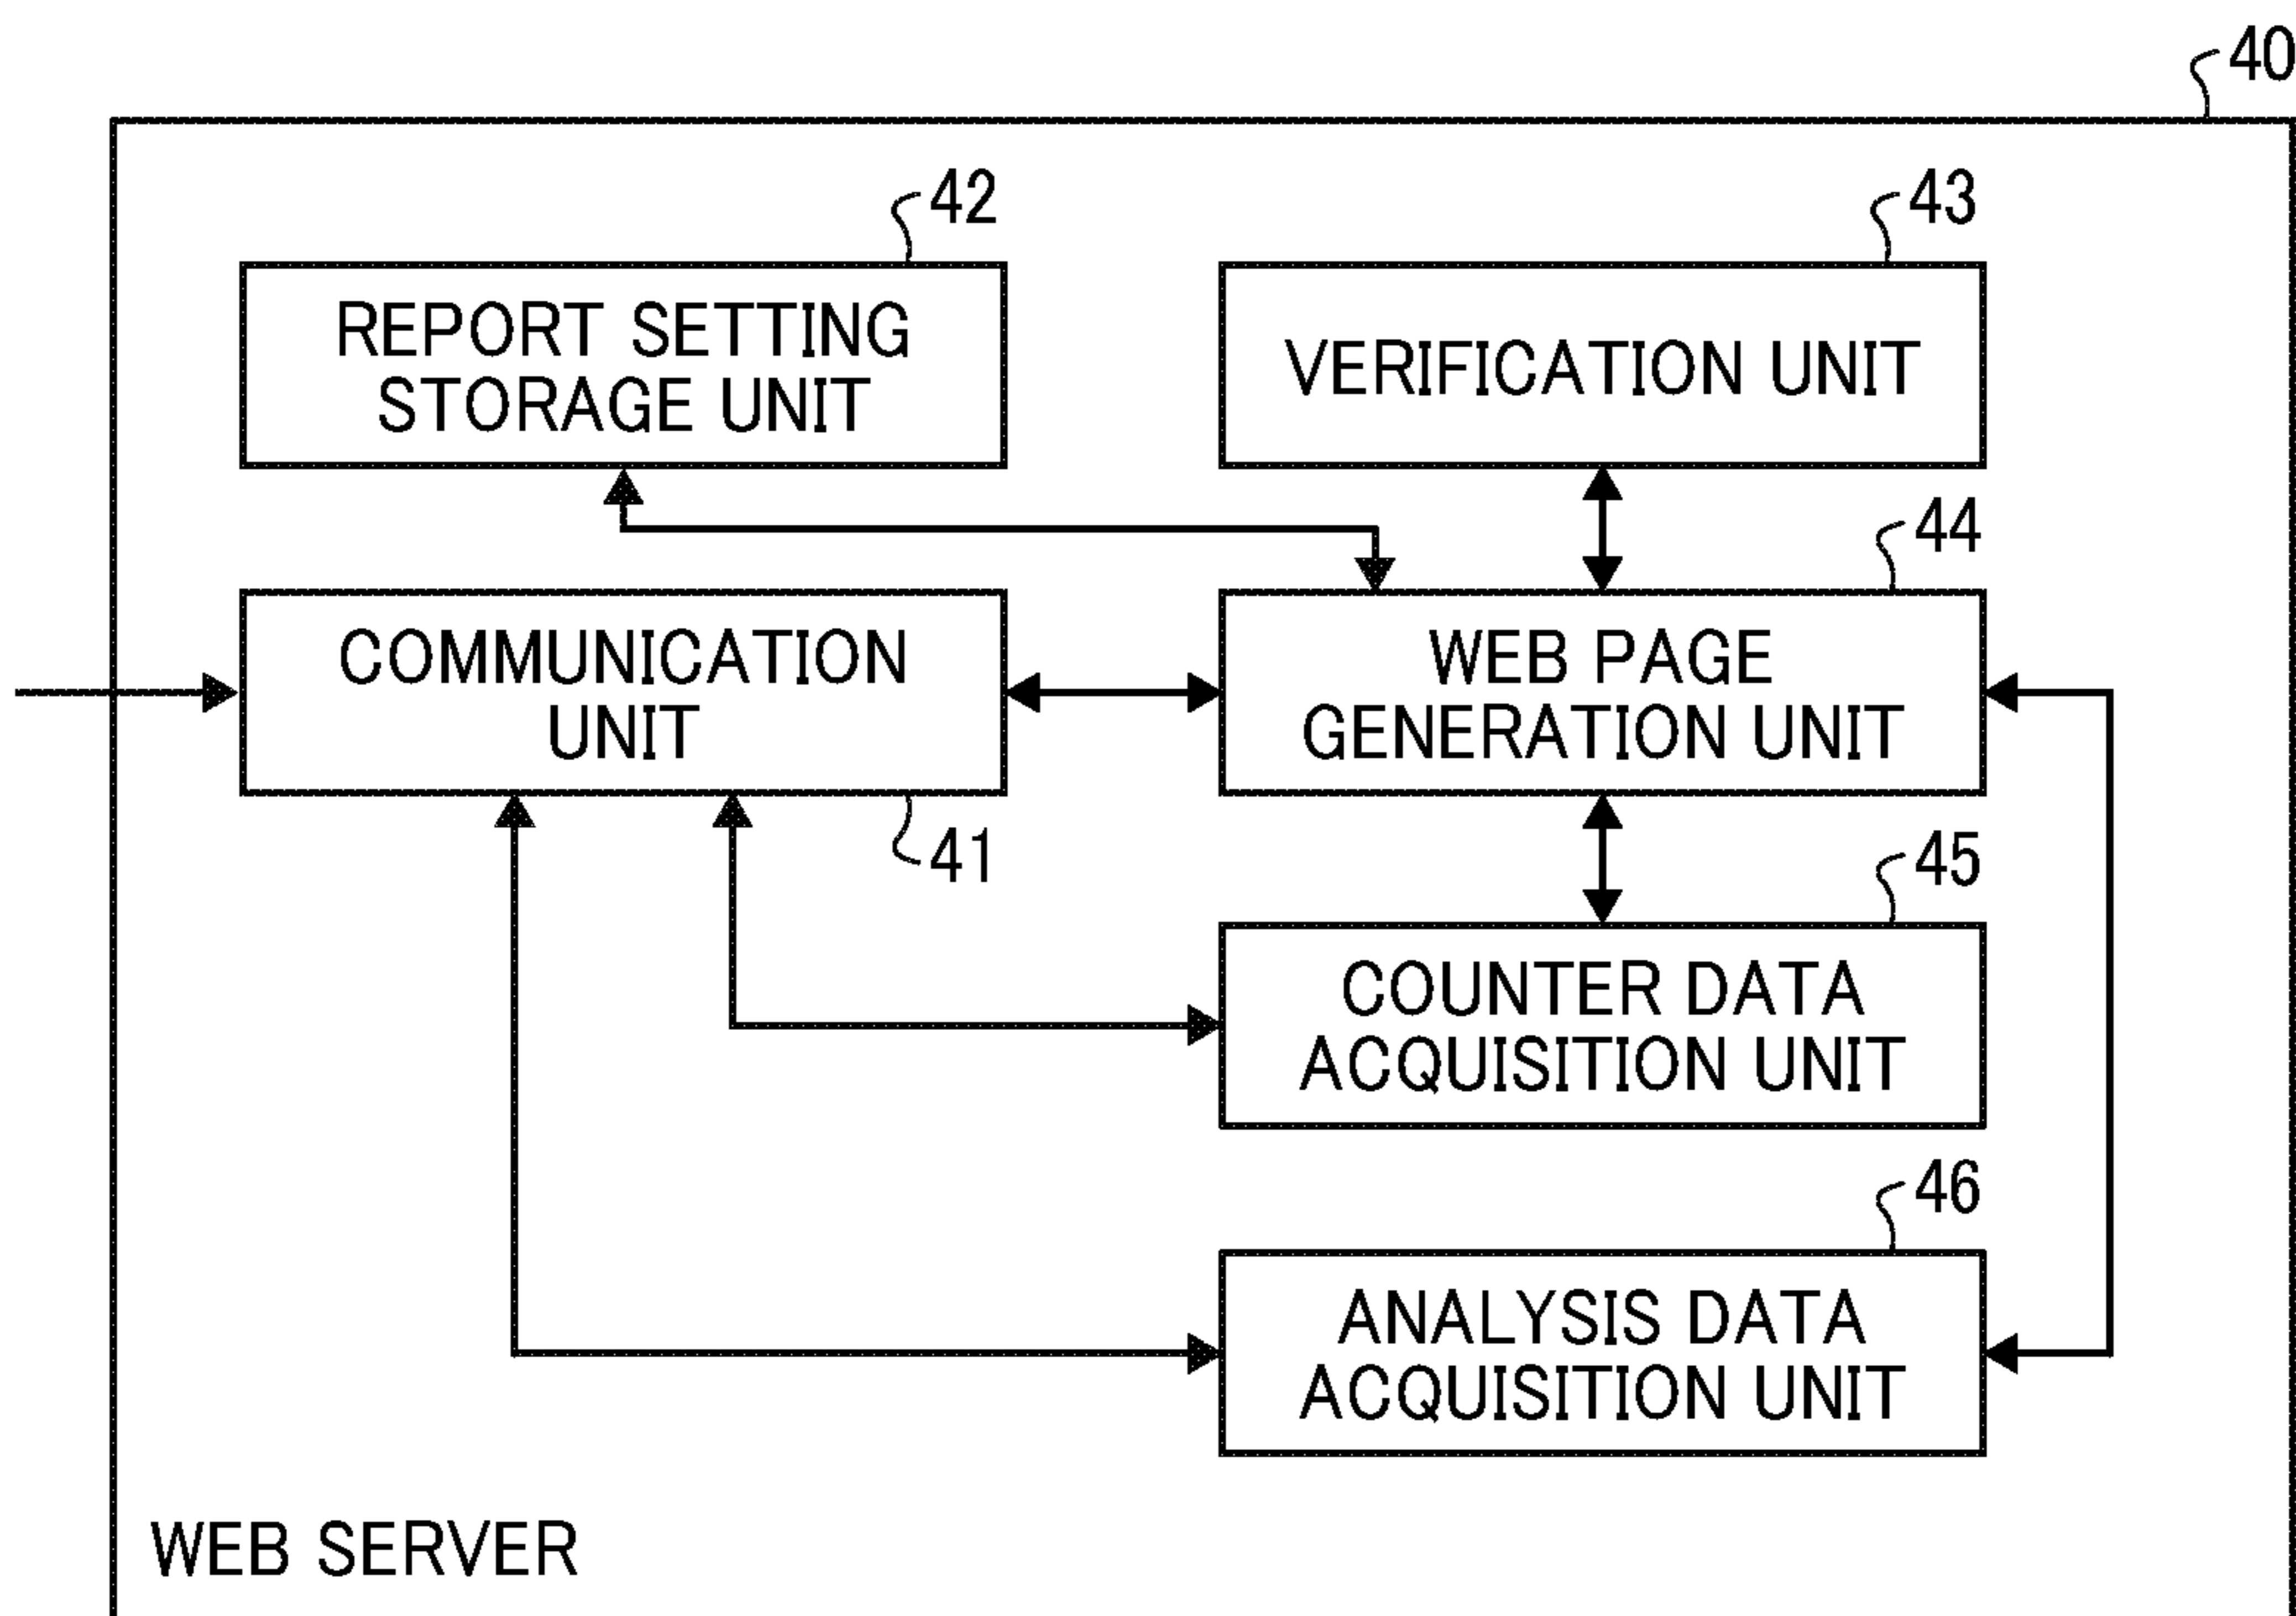 40
42
REPORT SETTING
STORAGE UNIT
43
VERIFICATION UNIT
44
COMMUNICATION
UNIT
41
WEB PAGE
GENERATION UNIT
45
COUNTER DATA
ACQUISITION UNIT
46
ANALYSIS DATA
ACQUISITION UNIT
WEB SERVER